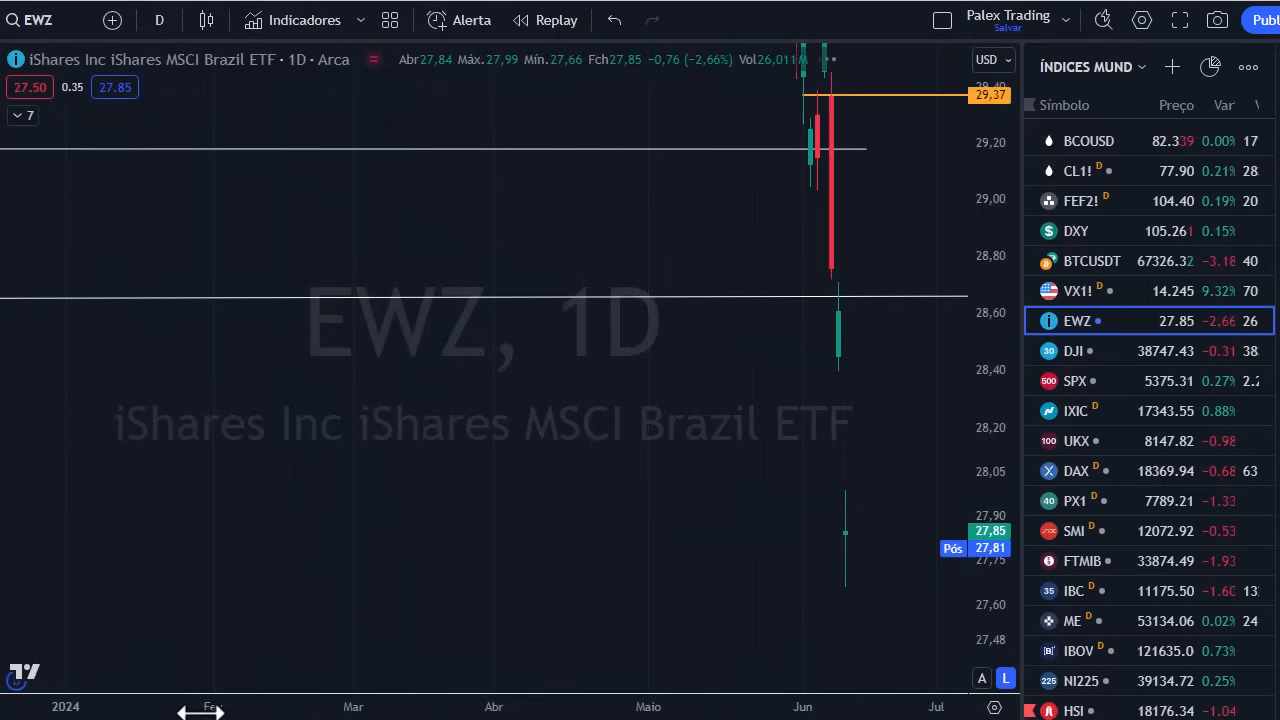 EWZ D Indicadores Alerta Replay Palex Trading Salvar Publ
iShares Inc iShares MSCI Brazil ETF · 1D · Arca Abr27,84 Máx.27,99 Mín.27,66 Fch27,85 −0,76 (−2,66%) Vol26,011M
27.50 0.35 27.85
7
USD
29,40
29,37
29,20
29,00
28,80
28,60
28,40
28,20
28,05
27,90
27,85
Pós 27,81
27,75
27,60
27,48
A L
EWZ, 1D
iShares Inc iShares MSCI Brazil ETF
2024 Fev Mar Abr Maio Jun Jul
ÍNDICES MUND
Símbolo Preço Var V
BCOUSD 82.339 0.00% 17
CL1! D 77.90 0.21% 28
FEF2! D 104.40 0.19% 20
DXY 105.261 0.15%
BTCUSDT 67326.32 −3.18 40
VX1! D 14.245 9.32% 70
EWZ 27.85 −2.66 26
30 DJI 38747.43 −0.31 38
500 SPX 5375.31 0.27% 2.2
IXIC D 17343.55 0.88%
100 UKX 8147.82 −0.98
X DAX D 18369.94 −0.68 63
40 PX1 D 7789.21 −1.33
SMI D 12072.92 −0.53
FTMIB 33874.49 −1.93
35 IBC D 11175.50 −1.60 13
ME D 53134.06 0.02% 24
IBOV D 121635.0 0.73%
225 NI225 39134.72 0.25%
HSI 18176.34 −1.04